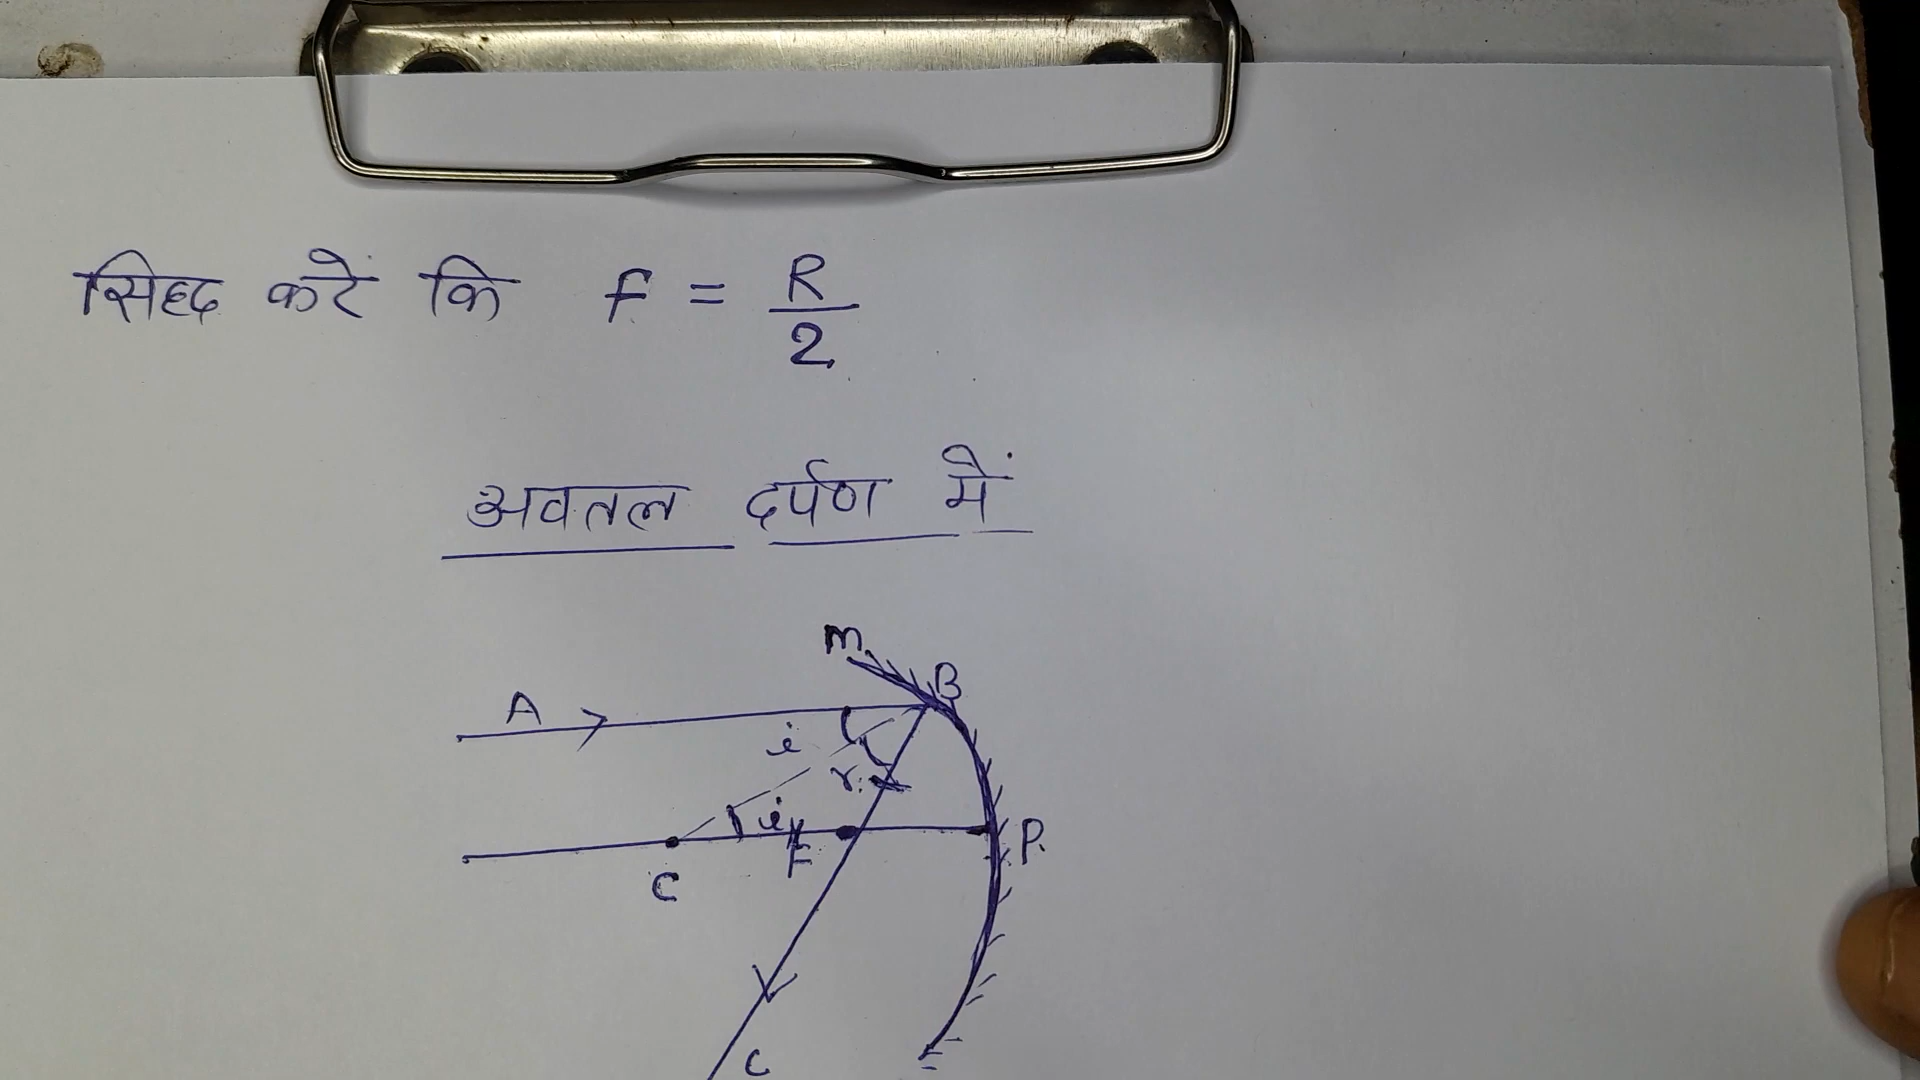 सिद्ध करें कि f = R/2
अवतल दर्पण में
M
B
A
i
r
i
F
P
C
C